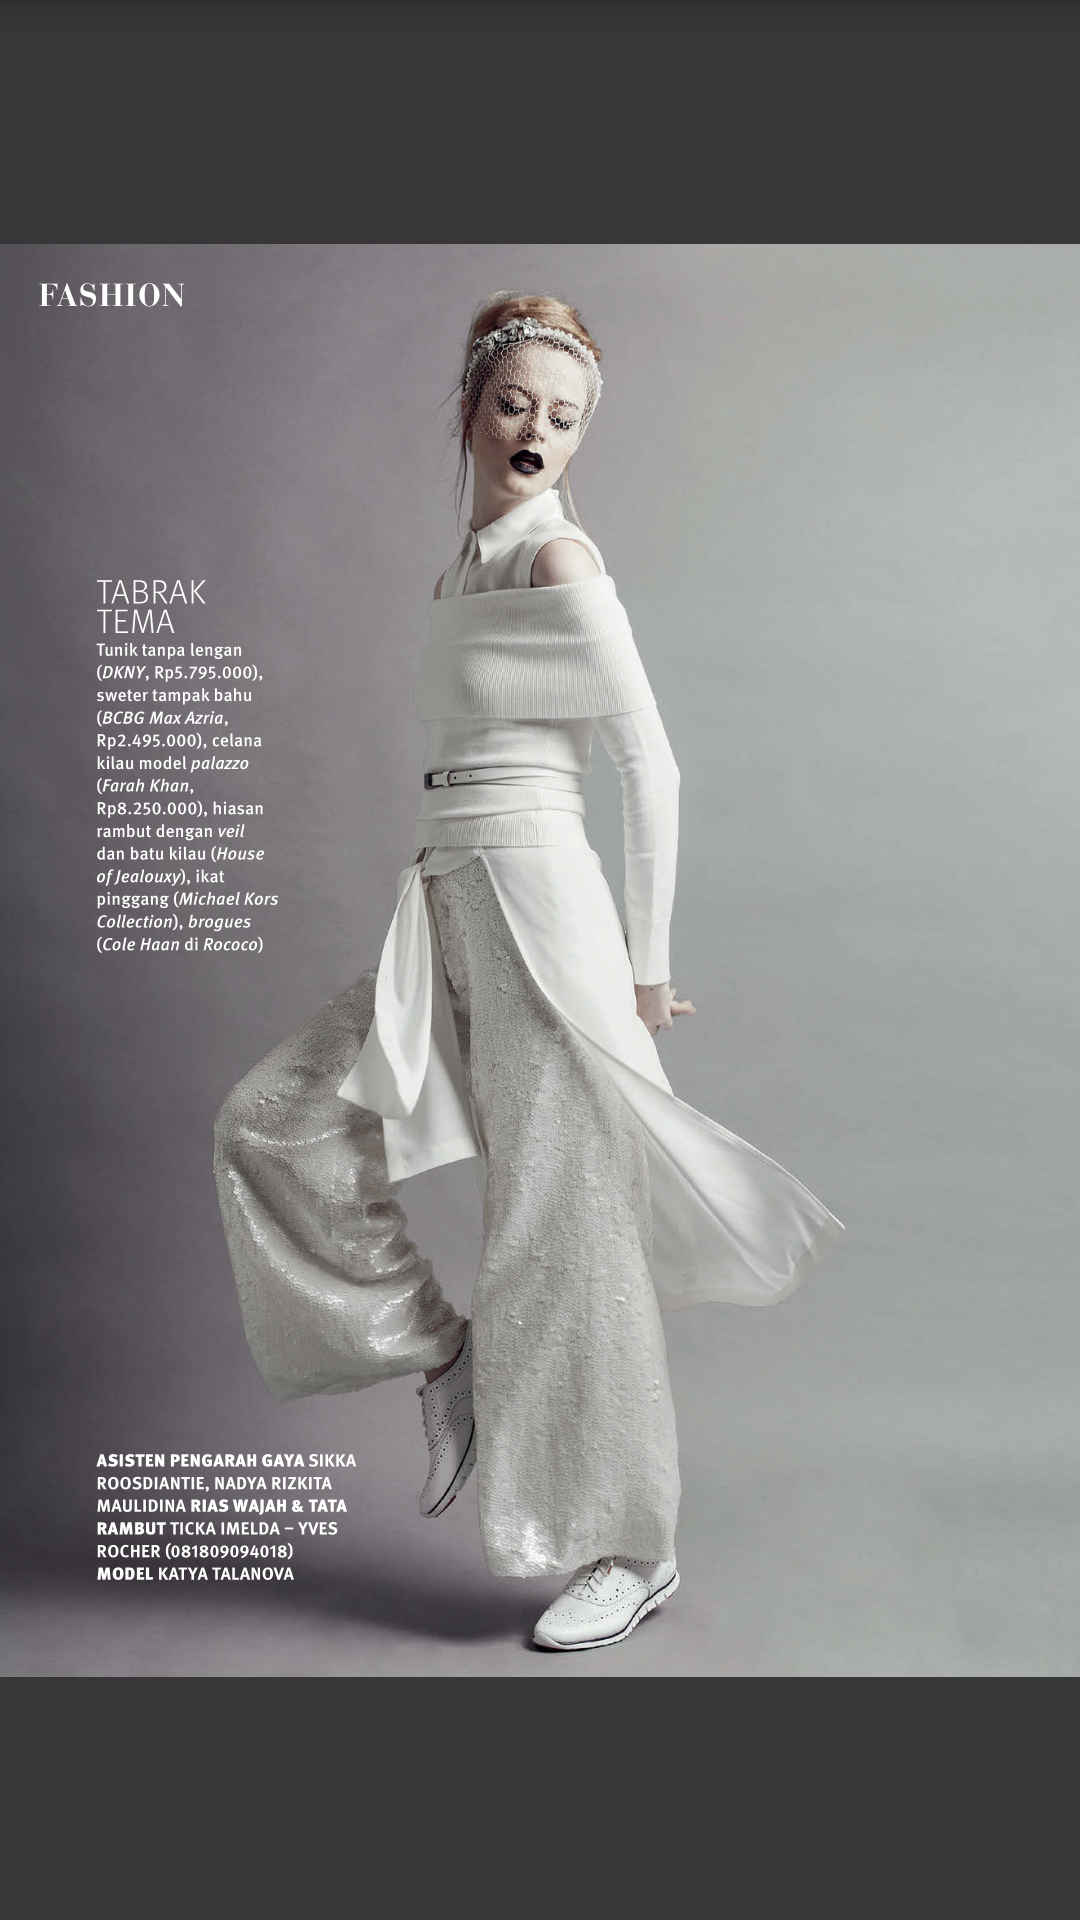 FASHION
TABRAK
TEMA
Tunik tanpa lengan
(DKNY, Rp5.795.000),
sweter tampak bahu
(BCBG Max Azria,
Rp2.495.000), celana
kilau model palazzo
(Farah Khan,
Rp8.250.000), hiasan
rambut dengan veil
dan batu kilau (House
of Jealouxy), ikat
pinggang (Michael Kors
Collection), brogues
(Cole Haan di Rococo)
ASISTEN PENGARAH GAYA SIKKA
ROOSDIANTIE, NADYA RIZKITA
MAULIDINA RIAS WAJAH & TATA
RAMBUT TICKA IMELDA – YVES
ROCHER (081809094018)
MODEL KATYA TALANOVA